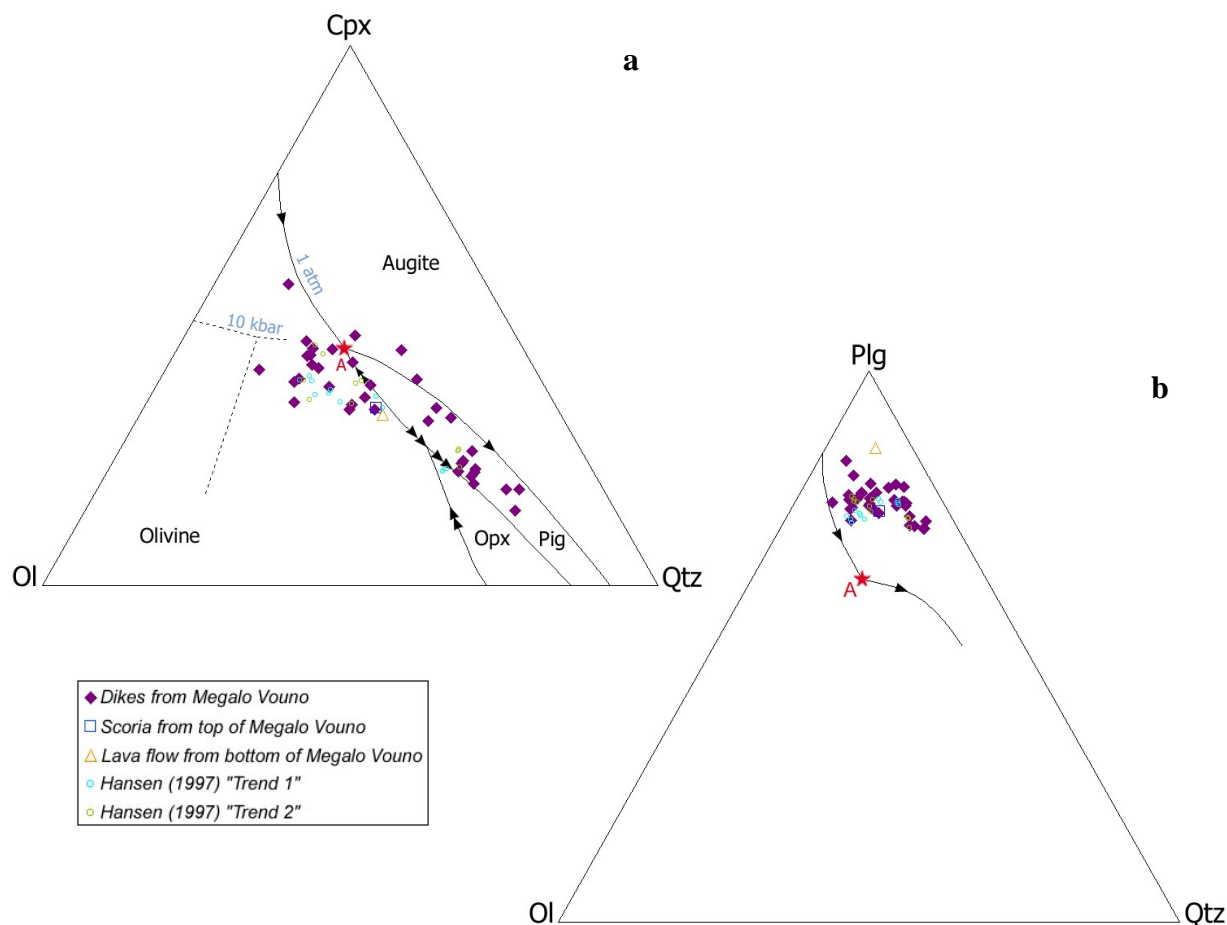 Cpx
a
Augite
1 atm
10 kbar
A
Olivine
Opx
Pig
Ol
Qtz
Plg
b
A
Ol
Qtz
Dikes from Megalo Vouno
Scoria from top of Megalo Vouno
Lava flow from bottom of Megalo Vouno
Hansen (1997) "Trend 1"
Hansen (1997) "Trend 2"